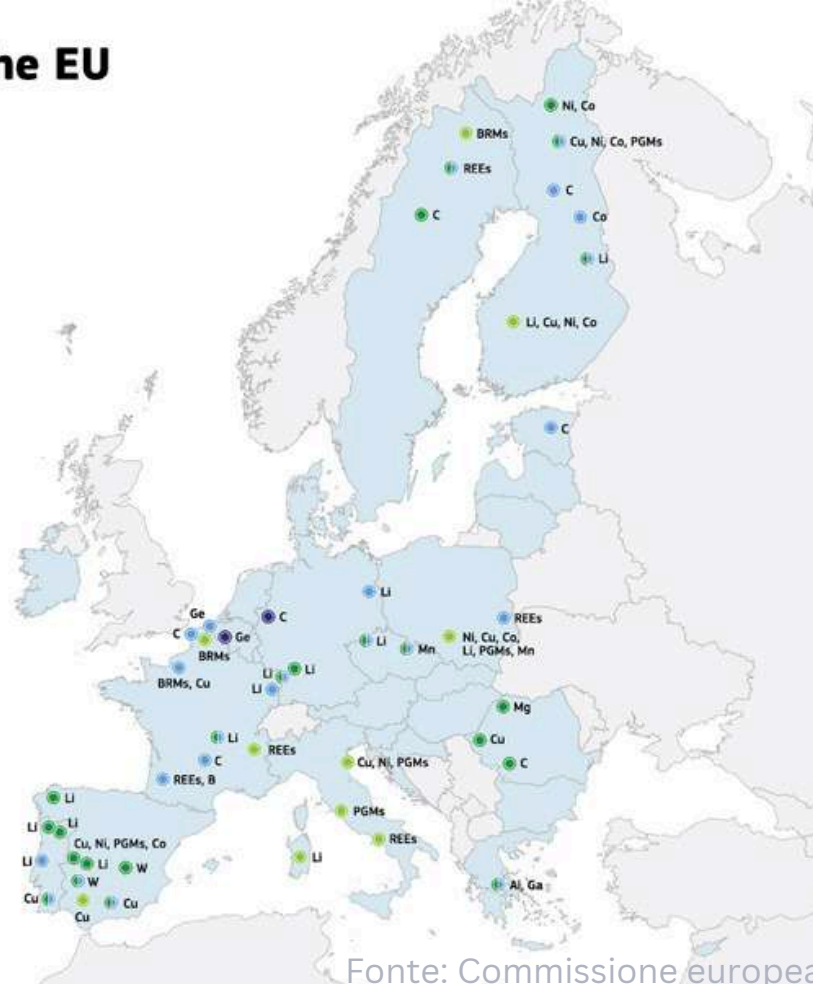 ne EU
Ni, Co
BRMs
Cu, Ni, Co, PGMs
REEs
C
C
Co
Li
Li, Cu, Ni, Co
C
Li
Ge
C
REEs
C
Ge
Ni, Cu, Co,
Li, PGMs, Mn
Li
Mn
BRMs
Li
Li
BRMs, Cu
Li
Mg
Li
Cu
REEs
Cu, Ni, PGMs
C
C
REEs, B
Li
PGMs
Li
Li
REEs
Cu, Ni, PGMs, Co
Li
Li
Li
W
W
Al, Ga
Cu
Cu
Cu
Fonte: Commissione europea